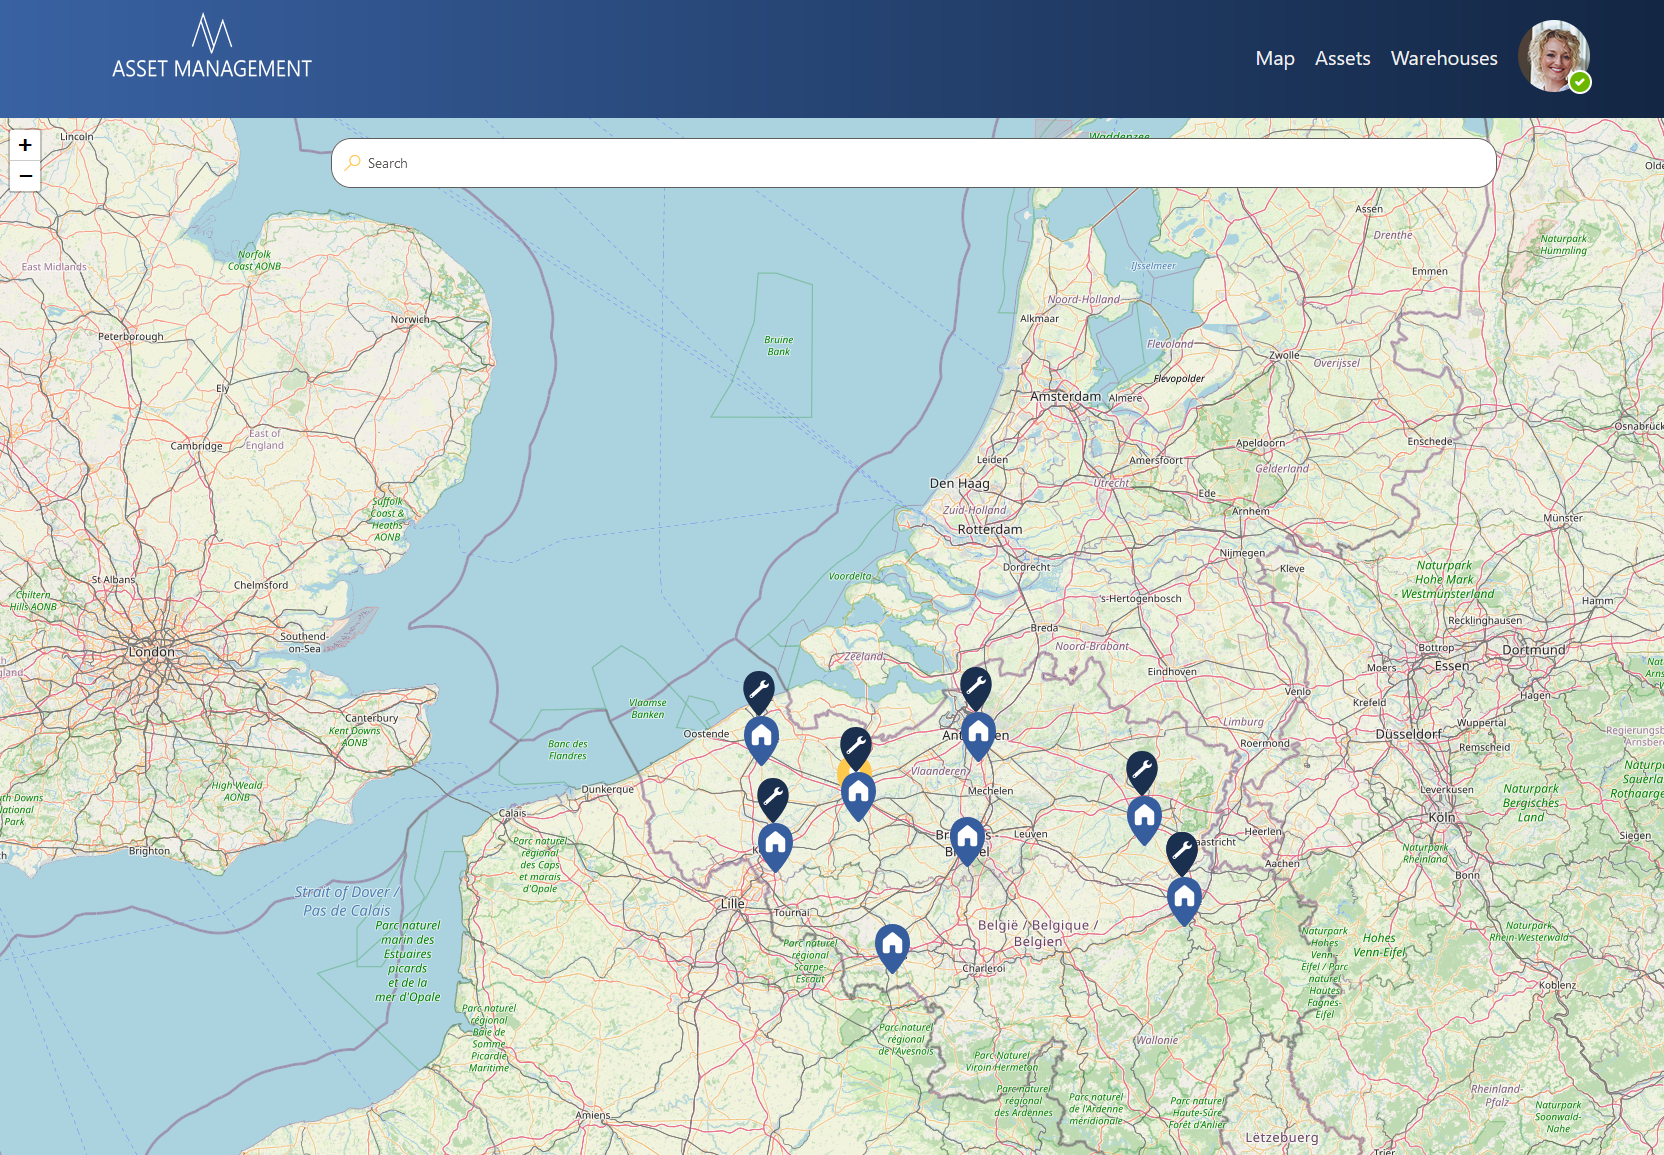 ASSET MANAGEMENT
Map
Assets
Warehouses
+
−
Search
Lincoln
Waddenzee
Assen
Drenthe
Naturpark
Hümmling
East Midlands
Norfolk
Coast AONB
IJsselmeer
Emmen
Noord-Holland
Alkmaar
Norwich
Peterborough
Bruine
Bank
Flevoland
Zwolle
Overijssel
Flevopolder
Ely
Amsterdam
Almere
East of
England
Cambridge
Apeldoorn
Enschede
Osnabrück
Leiden
Amersfoort
Gelderland
Den Haag
Utrecht
Ede
Suffolk
Coast &
Heaths
AONB
Zuid-Holland
Arnhem
Rotterdam
Münster
Nijmegen
Dordrecht
Kleve
St Albans
Chelmsford
Voordelta
Naturpark
Hohe Mark
Westmünsterland
Chiltern
Hills AONB
's-Hertogenbosch
Hamm
Recklinghausen
Breda
Southend-
on-Sea
London
Noord-Brabant
Bottrop
Dortmund
Zeeland
Moers
Essen
Eindhoven
Venlo
Hagen
Krefeld
Vlaamse
Banken
Canterbury
Kent Downs
AONB
Limburg
Wuppertal
Oostende
Düsseldorf
Roermond
Remscheid
Banc des
Flandres
Vlaanderen
High Weald
AONB
Dunkerque
Mechelen
Leverkusen
Naturpark
Bergisches
Land
Calais
Köln
Leuven
Heerlen
Siegen
Brighton
Parc naturel
régional
des Caps
et marais
d'Opale
aastricht
Aachen
Naturpark
Rheinland
Bonn
Strait of Dover /
Pas de Calais
Lille
Tournai
België / Belgique /
Belgien
Parc naturel
marin des
Estuaires
picards
et de la
mer d'Opale
Parc naturel
régional
Scarpe-
Escaut
Charleroi
Naturpark
Hohes
Venn-
Eifel / Parc
naturel
Hautes
Fagnes-
Eifel
Hohes
Venn-Eifel
Naturpark
Rhein-Westerwald
Koblenz
Parc naturel
régional
Baie de
Somme
Picardie
Maritime
Parc naturel
régional
de l'Avesnois
Wallonie
Parc Naturel
Viroin Hermeton
Parc naturel
régional
des Ardennes
Parc naturel
de l'Ardenne
méridionale
Parc naturel
Haute-Sûre
Forêt d'Anlier
Rheinland-
Pfalz
Naturpark
Soonwald-
Nahe
Amiens
Lëtzebuerg
Trier